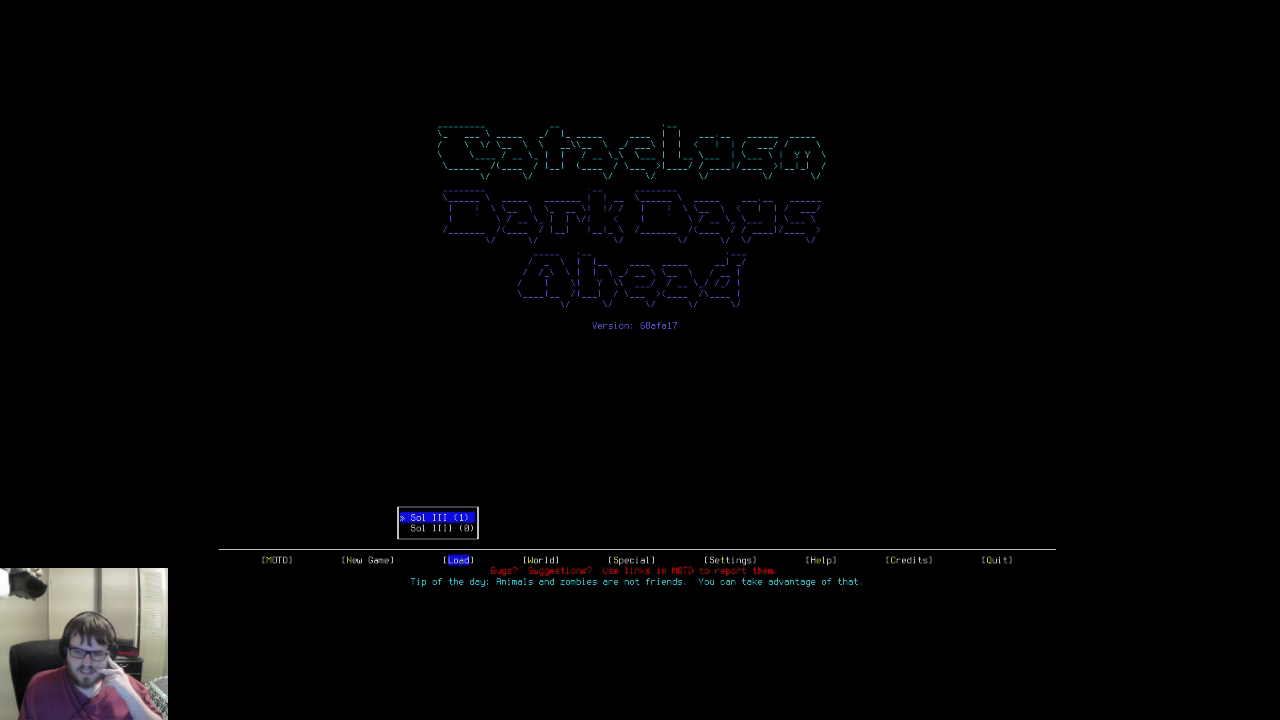 Cataclysm
Dark Days
Ahead
Version: 60afa17
» Sol III (1)
Sol IIII (0)
[MOTD] [New Game] [Load] [World] [Special] [Settings] [Help] [Credits] [Quit]
Bugs? Suggestions? Use links in MOTD to report them.
Tip of the day: Animals and zombies are not friends. You can take advantage of that.